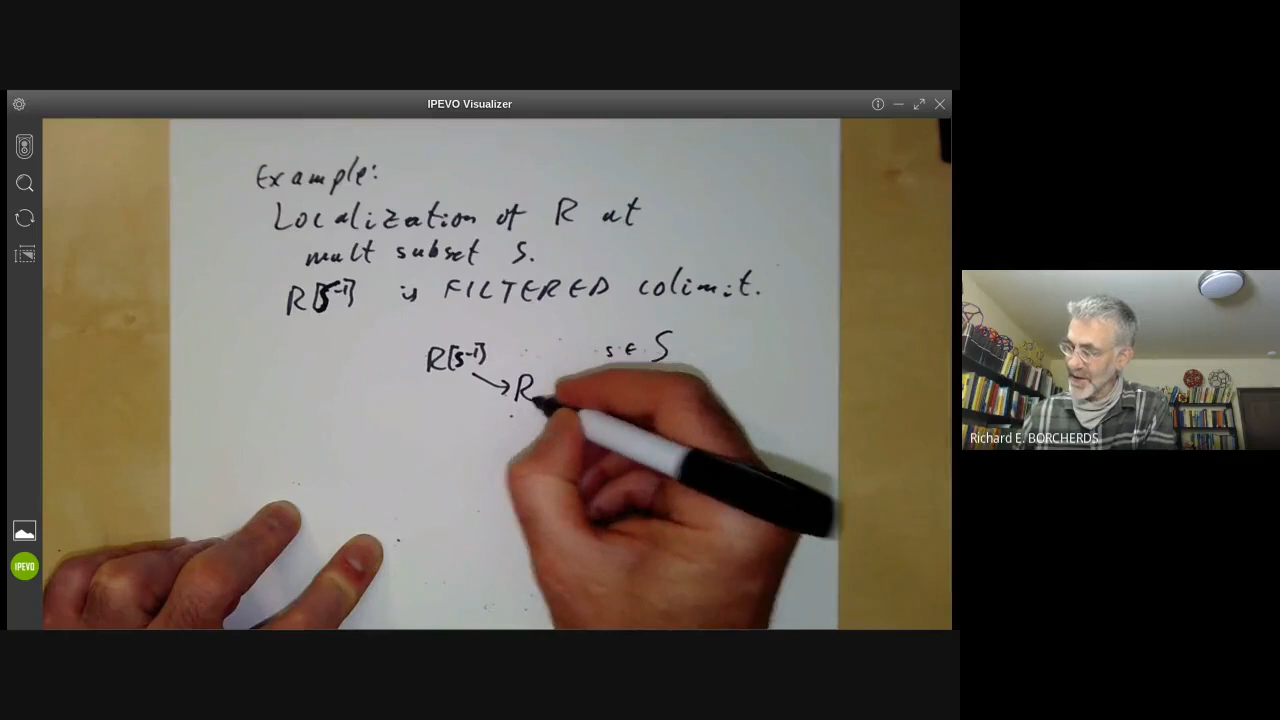 IPEVO Visualizer
Example:
Localization of R at
mult subset S.
R[S-1] is FILTERED colimit.
R[s-1] s ∈ S
R
Richard E. BORCHERDS
IPEVO